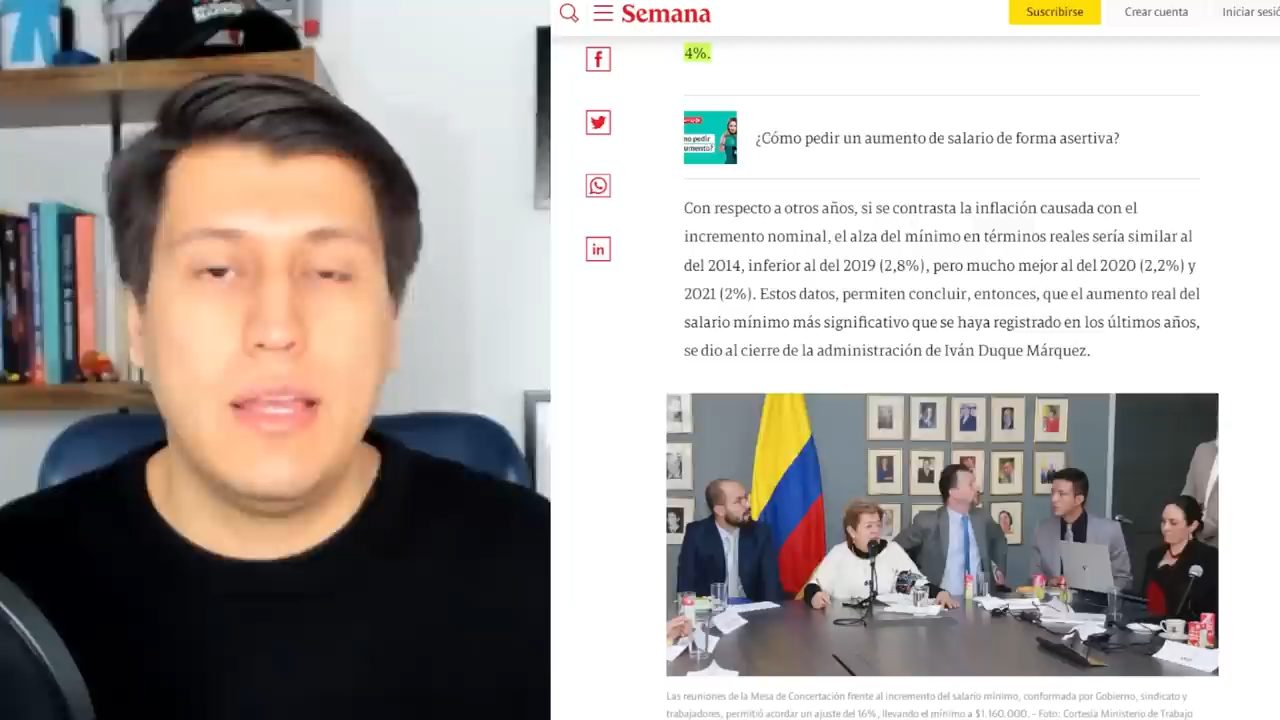 Semana
Suscribirse
Crear cuenta
Iniciar sesió
4%.
¿Cómo pedir un aumento de salario de forma asertiva?
Con respecto a otros años, si se contrasta la inflación causada con el
incremento nominal, el alza del mínimo en términos reales sería similar al
del 2014, inferior al del 2019 (2,8%), pero mucho mejor al del 2020 (2,2%) y
2021 (2%). Estos datos, permiten concluir, entonces, que el aumento real del
salario mínimo más significativo que se haya registrado en los últimos años,
se dio al cierre de la administración de Iván Duque Márquez.
Las reuniones de la Mesa de Concertación frente al incremento del salario mínimo, conformada por Gobierno, sindicato y
trabajadores, permitió acordar un ajuste del 16%, llevando el mínimo a $1.160.000. - Foto: Cortesía Ministerio de Trabajo